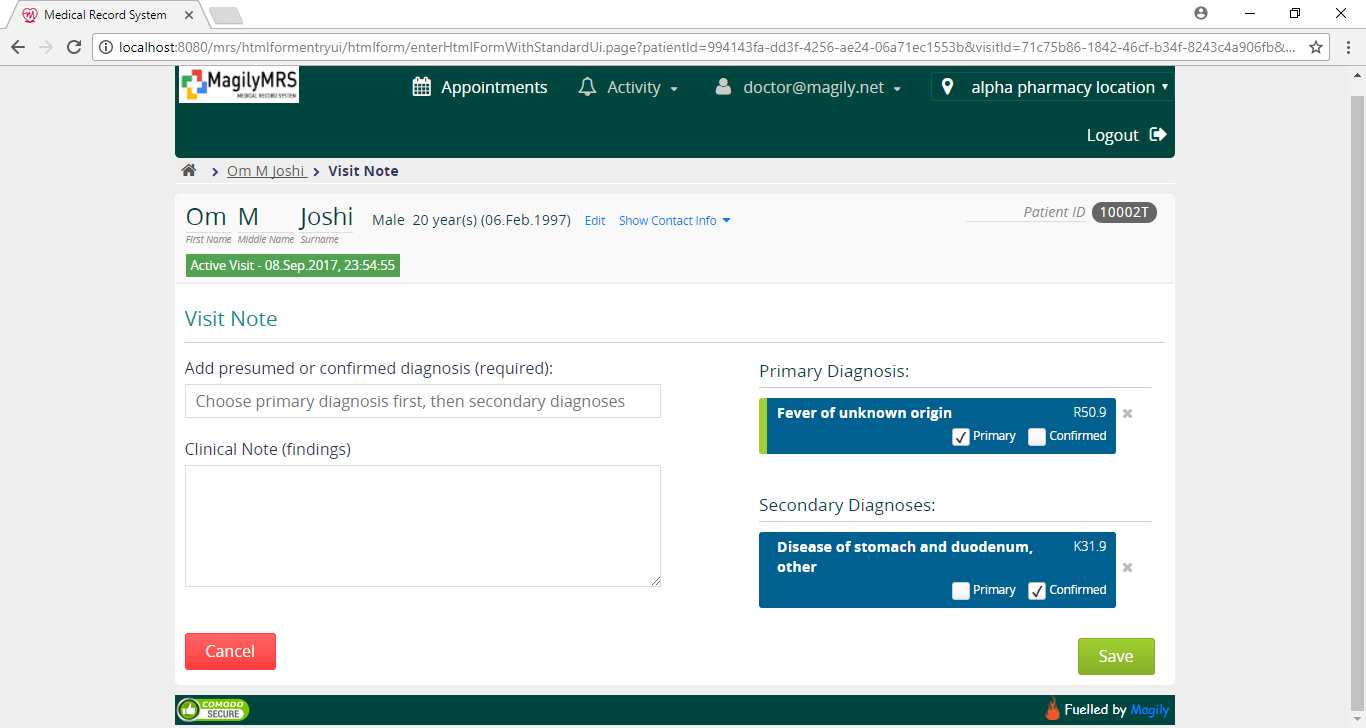 Medical Record System
localhost:8080/mrs/htmlformentryui/htmlform/enterHtmlFormWithStandardUi.page?patientId=994143fa-dd3f-4256-ae24-06a71ec1553b&visitId=71c75b86-1842-46cf-b34f-8243c4a906fb&...
MagilyMRS
MEDICAL RECORD SYSTEM
Appointments Activity doctor@magily.net alpha pharmacy location
Logout
Om M Joshi Visit Note
Om M Joshi Male 20 year(s) (06.Feb.1997) Edit Show Contact Info Patient ID 10002T
First Name Middle Name Surname
Active Visit - 08.Sep.2017, 23:54:55
Visit Note
Add presumed or confirmed diagnosis (required):
Choose primary diagnosis first, then secondary diagnoses
Clinical Note (findings)
Primary Diagnosis:
Fever of unknown origin R50.9
Primary Confirmed
Secondary Diagnoses:
Disease of stomach and duodenum, K31.9
other
Primary Confirmed
Cancel Save
COMODO
SECURE
Fuelled by Magily